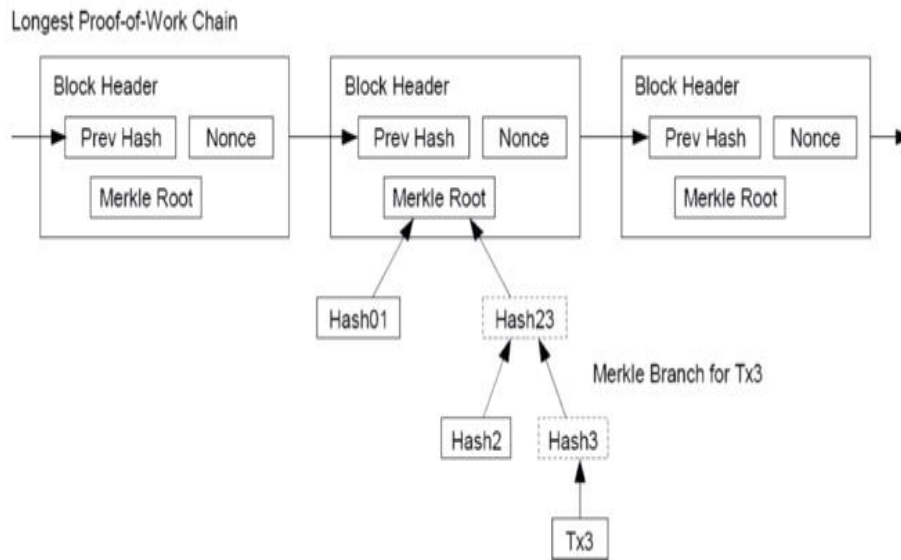 Longest Proof-of-Work Chain
Block Header
Block Header
Block Header
Prev Hash
Nonce
Prev Hash
Nonce
Prev Hash
Nonce
Merkle Root
Merkle Root
Merkle Root
Hash01
Hash23
Merkle Branch for Tx3
Hash2
Hash3
Tx3